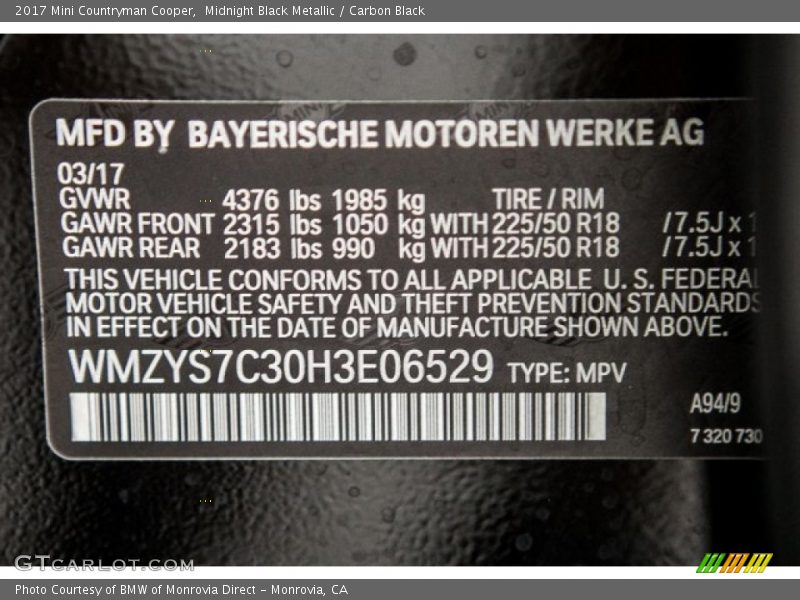 2017 Mini Countryman Cooper,  Midnight Black Metallic / Carbon Black
MFD BY BAYERISCHE MOTOREN WERKE AG
03/17
GVWR 4376 lbs 1985 kg TIRE / RIM
GAWR FRONT 2315 lbs 1050 kg WITH 225/50 R18 /7.5J x 1
GAWR REAR 2183 lbs 990 kg WITH 225/50 R18 /7.5J x 1
THIS VEHICLE CONFORMS TO ALL APPLICABLE U. S. FEDERAL
MOTOR VEHICLE SAFETY AND THEFT PREVENTION STANDARDS
IN EFFECT ON THE DATE OF MANUFACTURE SHOWN ABOVE.
WMZYS7C30H3E06529 TYPE: MPV
A94/9
7 320 730
GTCARLOT.COM
Photo Courtesy of BMW of Monrovia Direct - Monrovia, CA